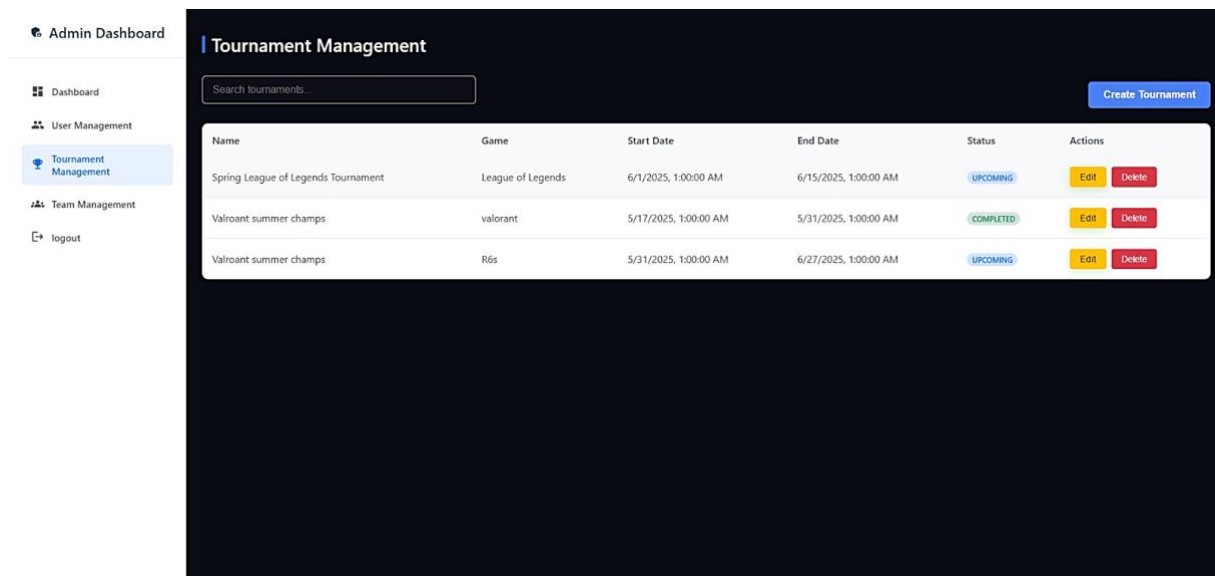 Admin Dashboard
Dashboard
User Management
Tournament
Management
Team Management
logout
Tournament Management
Search tournaments...
Create Tournament
Name Game Start Date End Date Status Actions
Spring League of Legends Tournament League of Legends 6/1/2025, 1:00:00 AM 6/15/2025, 1:00:00 AM UPCOMING Edit Delete
Valroant summer champs valorant 5/17/2025, 1:00:00 AM 5/31/2025, 1:00:00 AM COMPLETED Edit Delete
Valroant summer champs R6s 5/31/2025, 1:00:00 AM 6/27/2025, 1:00:00 AM UPCOMING Edit Delete